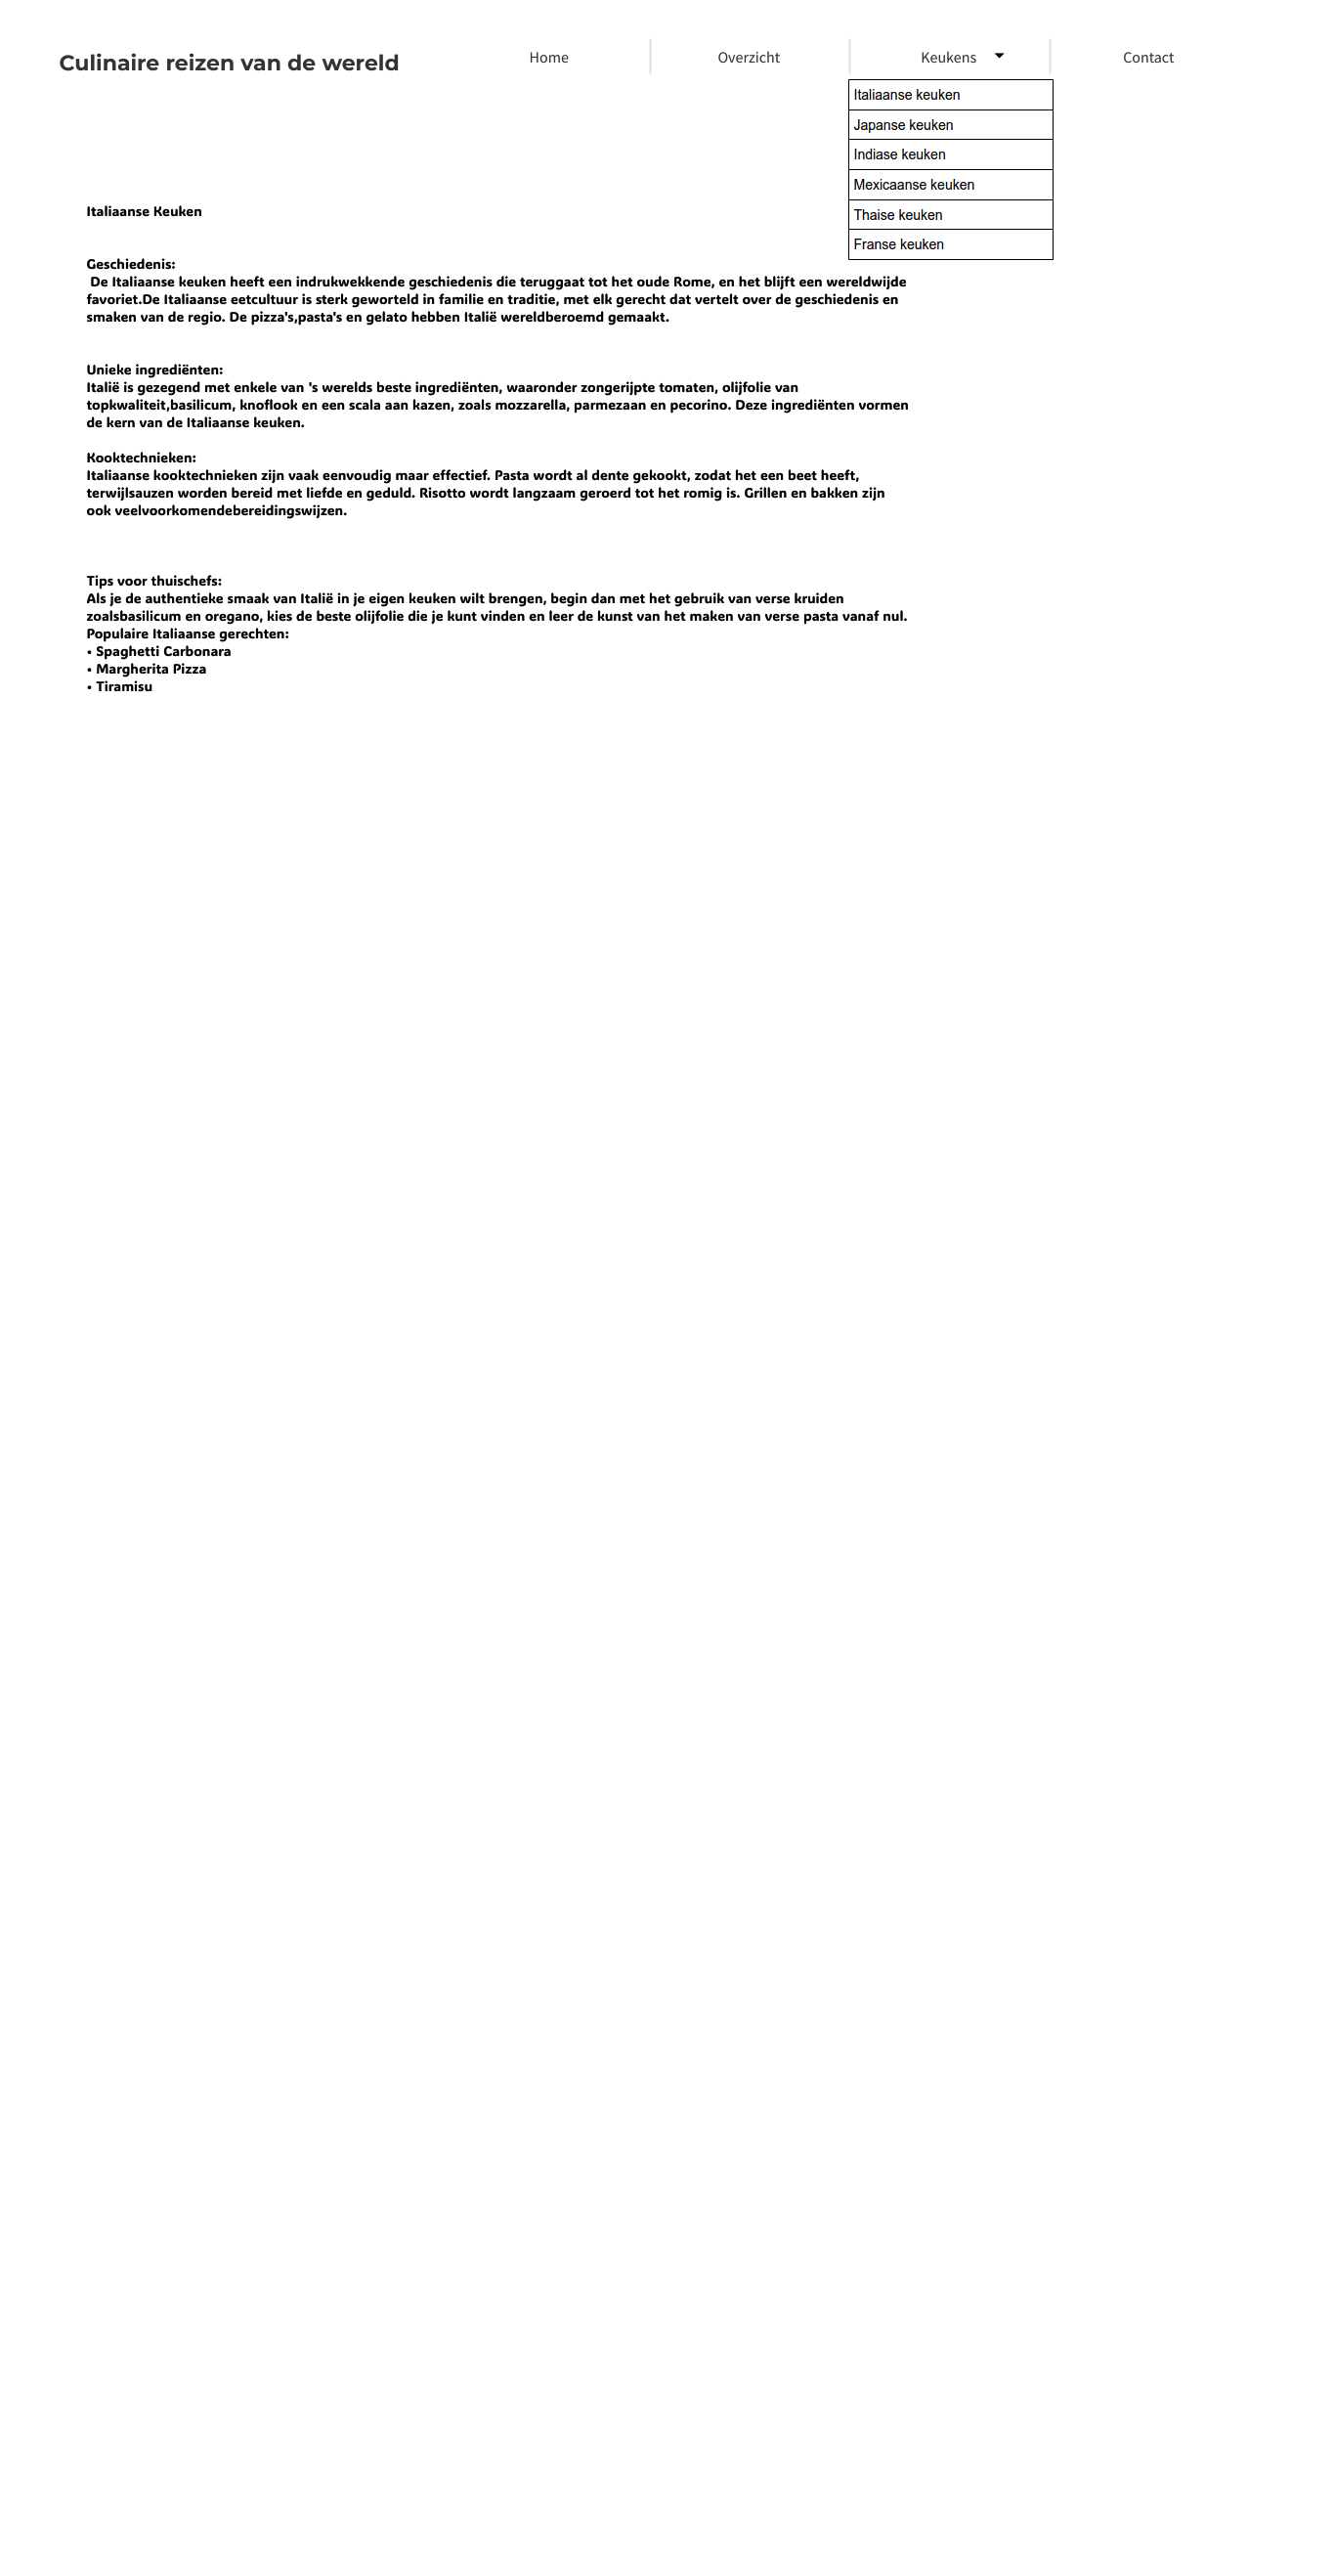 Culinaire reizen van de wereld
Home
Overzicht
Keukens
Contact
Italiaanse keuken
Japanse keuken
Indiase keuken
Mexicaanse keuken
Thaise keuken
Franse keuken
Italiaanse Keuken
Geschiedenis:
De Italiaanse keuken heeft een indrukwekkende geschiedenis die teruggaat tot het oude Rome, en het blijft een wereldwijde
favoriet.De Italiaanse eetcultuur is sterk geworteld in familie en traditie, met elk gerecht dat vertelt over de geschiedenis en
smaken van de regio. De pizza's,pasta's en gelato hebben Italië wereldberoemd gemaakt.
Unieke ingrediënten:
Italië is gezegend met enkele van 's werelds beste ingrediënten, waaronder zongerijpte tomaten, olijfolie van
topkwaliteit,basilicum, knoflook en een scala aan kazen, zoals mozzarella, parmezaan en pecorino. Deze ingrediënten vormen
de kern van de Italiaanse keuken.
Kooktechnieken:
Italiaanse kooktechnieken zijn vaak eenvoudig maar effectief. Pasta wordt al dente gekookt, zodat het een beet heeft,
terwijlsauzen worden bereid met liefde en geduld. Risotto wordt langzaam geroerd tot het romig is. Grillen en bakken zijn
ook veelvoorkomendebereidingswijzen.
Tips voor thuischefs:
Als je de authentieke smaak van Italië in je eigen keuken wilt brengen, begin dan met het gebruik van verse kruiden
zoalsbasilicum en oregano, kies de beste olijfolie die je kunt vinden en leer de kunst van het maken van verse pasta vanaf nul.
Populaire Italiaanse gerechten:
• Spaghetti Carbonara
• Margherita Pizza
• Tiramisu